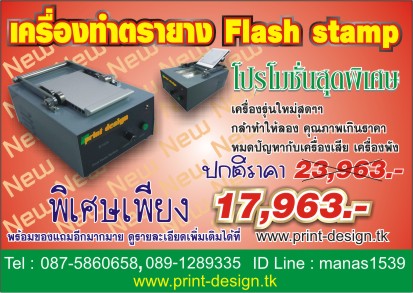 เครื่องทำตรายาง Flash stamp
โปรโมชั่นสุดพิเศษ
เครื่องรุ่นใหม่สุดๆๆ
กล้าทำให้ลอง คุณภาพเกินราคา
หมดปัญหากับเครื่องเสีย เครื่องพัง
print design
ปกติราคา 23,963.-
พิเศษเพียง 17,963.-
พร้อมของแถมอีกมากมาย ดูรายละเอียดเพิ่มเติมได้ที่ www.print-design.tk
Tel : 087-5860658, 089-1289335 ID Line : manas1539
www.print-design.tk
New New New New New New